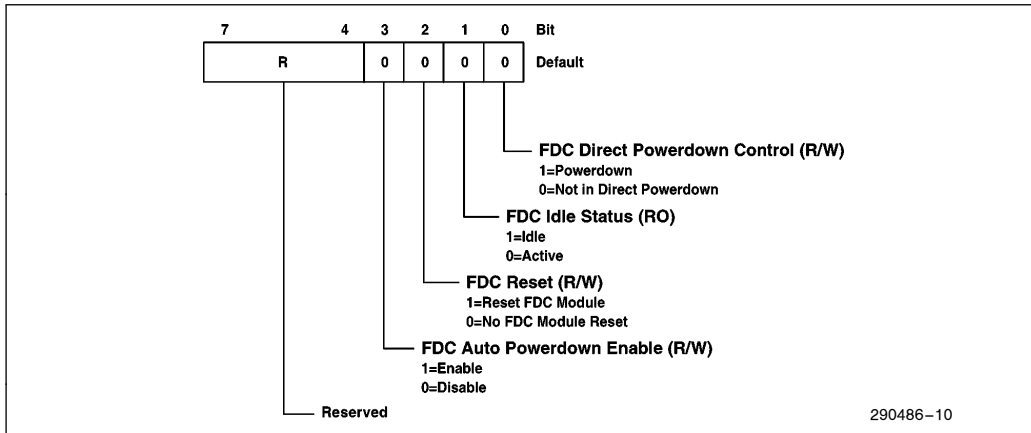 7 4 3 2 1 0 Bit
R 0 0 0 0 Default
FDC Direct Powerdown Control (R/W)
1=Powerdown
0=Not in Direct Powerdown
FDC Idle Status (RO)
1=Idle
0=Active
FDC Reset (R/W)
1=Reset FDC Module
0=No FDC Module Reset
FDC Auto Powerdown Enable (R/W)
1=Enable
0=Disable
Reserved
290486–10